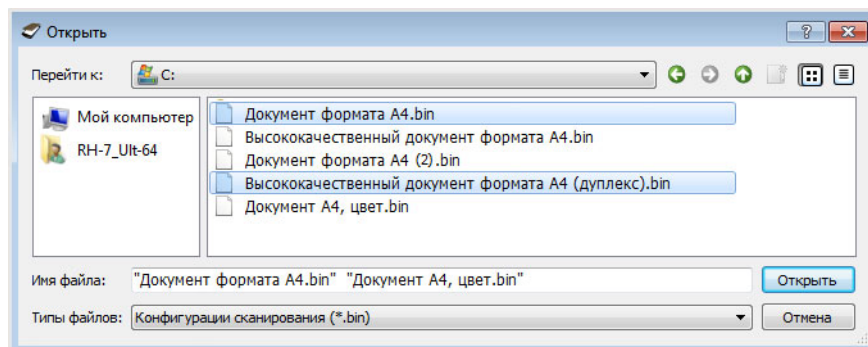 Открыть
Перейти к: C:
Мой компьютер
RH-7_Ult-64
Документ формата A4.bin
Высококачественный документ формата A4.bin
Документ формата A4 (2).bin
Высококачественный документ формата A4 (дуплекс).bin
Документ A4, цвет.bin
Имя файла: "Документ формата A4.bin" "Документ A4, цвет.bin" Открыть
Типы файлов: Конфигурации сканирования (*.bin) Отмена